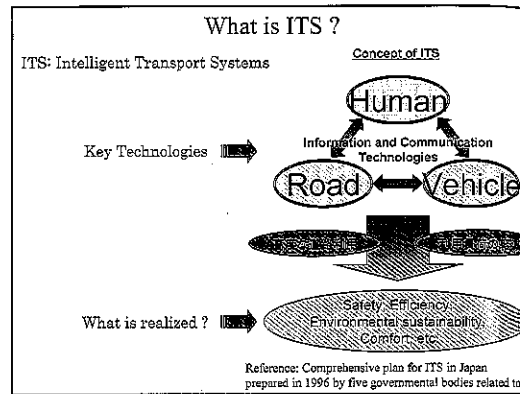 What is ITS ?
Concept of ITS
ITS: Intelligent Transport Systems
Human
Key Technologies
Information and Communication
Technologies
Road
Vehicle
What is realized ?
Safety, Efficiency,
Environmental sustainability,
Comfort, etc
Reference: Comprehensive plan for ITS in Japan
prepared in 1996 by five governmental bodies related to